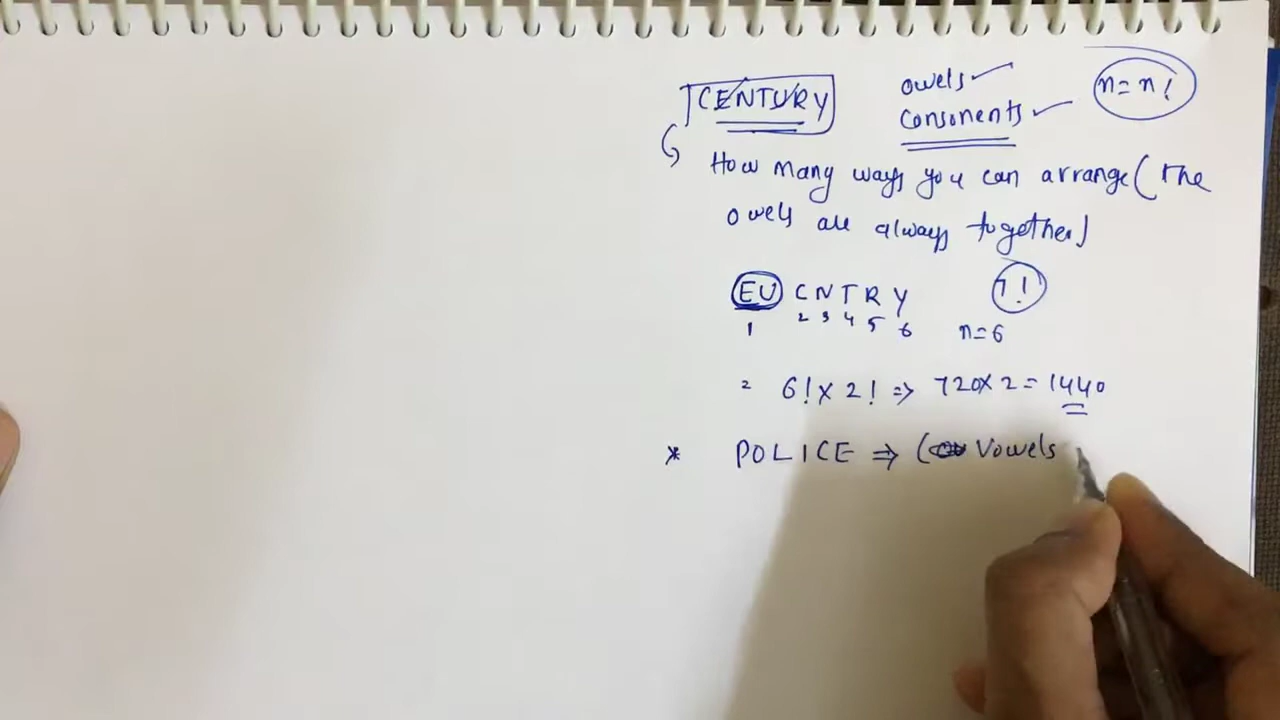 CENTURY
owels
Consonents
n = n!
How many ways you can arrange (The
owels are always together)
EU C N T R Y
7!
1 2 3 4 5 6
n=6
= 6! × 2! => 720×2 = 1440
* POLICE => ( Vowels